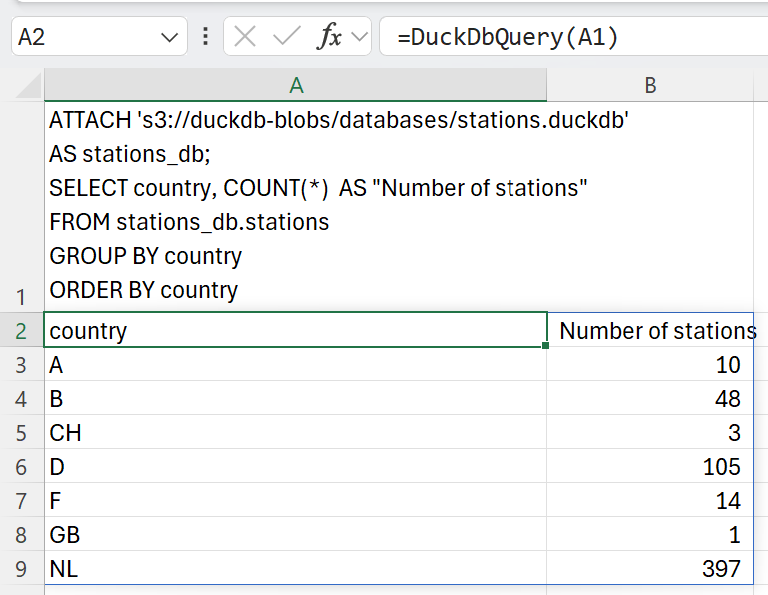 A2 fx =DuckDbQuery(A1)
A B
ATTACH 's3://duckdb-blobs/databases/stations.duckdb'
AS stations_db;
SELECT country, COUNT(*)  AS "Number of stations"
FROM stations_db.stations
GROUP BY country
1 ORDER BY country
2 country Number of stations
3 A 10
4 B 48
5 CH 3
6 D 105
7 F 14
8 GB 1
9 NL 397